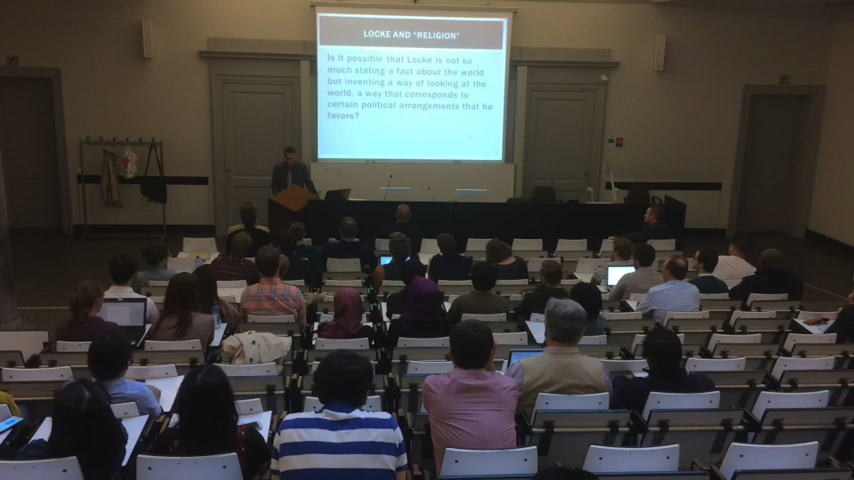 LOCKE AND "RELIGION"
Is it possible that Locke is not so
much stating a fact about the world
but inventing a way of looking at the
world, a way that corresponds to
certain political arrangements that he
favors?